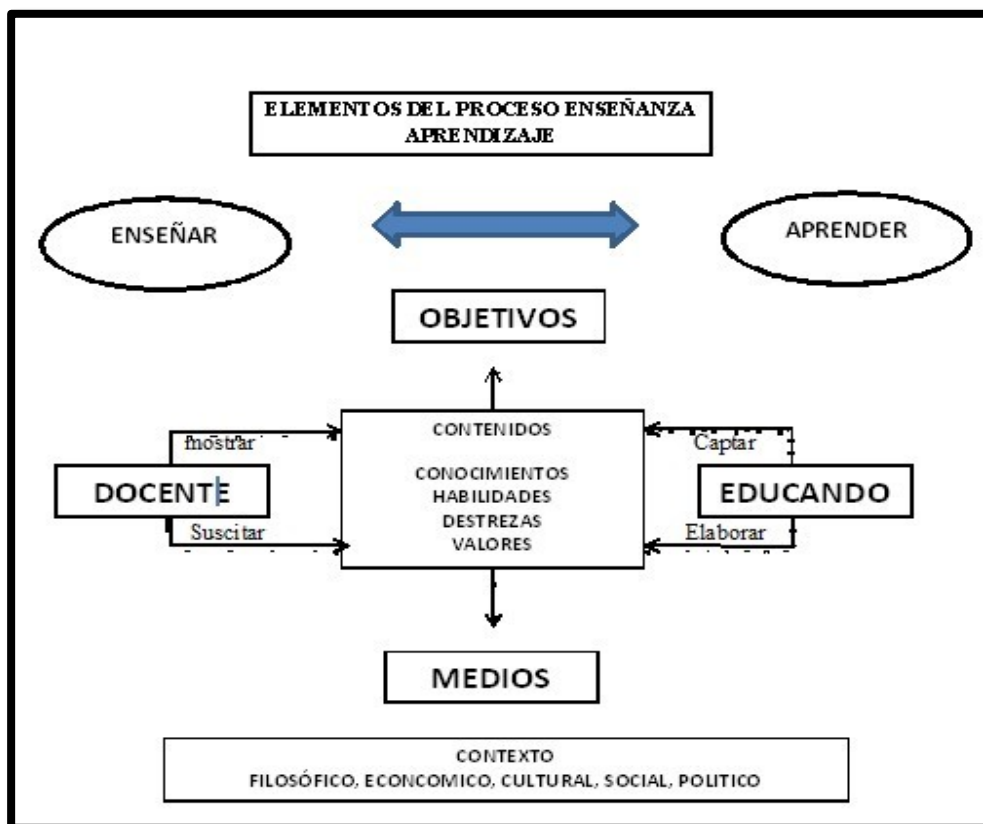 ELEMENTOS DEL PROCESO ENSEÑANZA
APRENDIZAJE
ENSEÑAR
APRENDER
OBJETIVOS
mostrar
DOCENTE
Suscitar
CONTENIDOS
CONOCIMIENTOS
HABILIDADES
DESTREZAS
VALORES
Captar
EDUCANDO
Elaborar
MEDIOS
CONTEXTO
FILOSÓFICO, ECONCOMICO, CULTURAL, SOCIAL, POLITICO